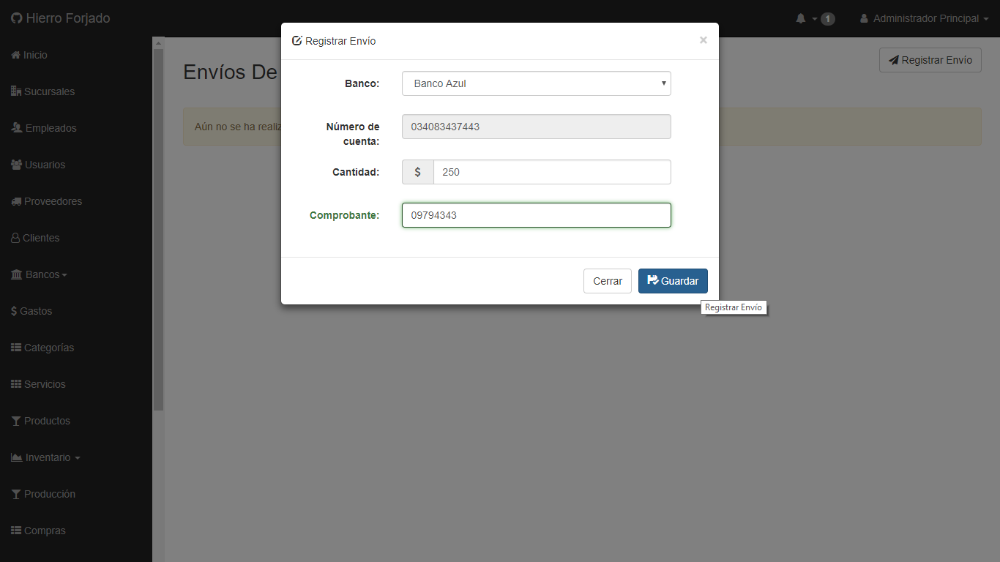 Hierro Forjado
1
Administrador Principal
Inicio
Sucursales
Empleados
Usuarios
Proveedores
Clientes
Bancos
$ Gastos
Categorías
Servicios
Productos
Inventario
Producción
Compras
Envíos De
Registrar Envío
Aún no se ha realiz
Registrar Envío
×
Banco:
Banco Azul
Número de
cuenta:
034083437443
Cantidad:
$
250
Comprobante:
09794343
Cerrar
Guardar
Registrar Envío